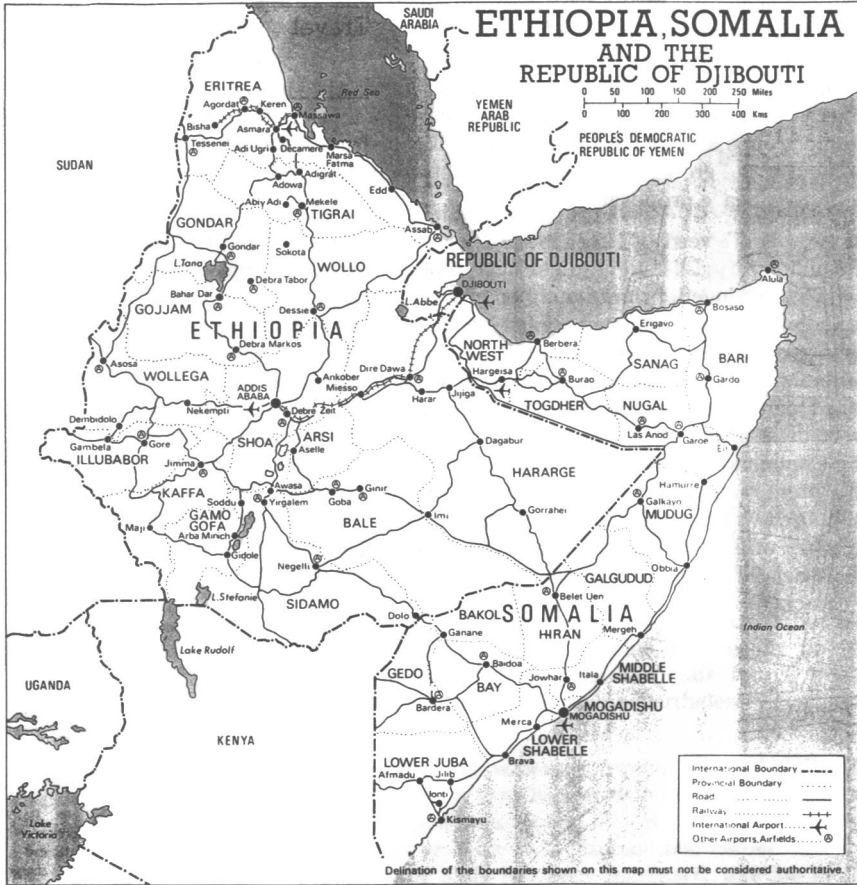 ETHIOPIA, SOMALIA
AND THE
REPUBLIC OF DJIBOUTI
0 50 100 150 200 250 Miles
0 100 200 300 400 Kms
SAUDI
ARABIA
Red Sea
YEMEN
ARAB
REPUBLIC
PEOPLE'S DEMOCRATIC
REPUBLIC OF YEMEN
SUDAN
ERITREA
Agordat
Keren
Massawa
Bisha
Asmara
Tessenei
Adi Ugri
Decamere
Marsa
Fatma
Adigrat
Adowa
Edd
Abiy Adi
Mekele
TIGRAI
GONDAR
Assab
Gondar
Sokota
REPUBLIC OF DJIBOUTI
L.Tana
WOLLO
Debra Tabor
DJIBOUTI
Alula
Bahar Dar
L.Abbe
Dessie
Bosaso
GOJJAM
ETHIOPIA
Erigavo
NORTH
WEST
Berbera
Debra Markos
SANAG
BARI
Asosa
Dire Dawa
WOLLEGA
Ankober
Hargeisa
Burao
Gardo
Miesso
ADDIS
ABABA
Harar
Jijiga
TOGDHER
NUGAL
Nekempti
Debre Zeit
Dembidolo
Las Anod
Garoe
SHOA
ARSI
Gambela
Gore
Dagabur
Eil
Aselle
ILLUBABOR
Jimma
HARARGE
Hamurre
KAFFA
Awasa
Ginir
Soddu
Yirgalem
Goba
Galkayo
GAMO
GOFA
BALE
Imi
Gorrahei
MUDUG
Maji
Arba Minich
Gidole
Negelli
Obbia
GALGUDUD
L.Stefanie
Belet Uen
SIDAMO
Dolo
BAKOL
SOMALIA
HIRAN
Ganane
Mergeh
Indian Ocean
Lake Rudolf
GEDO
Baidoa
MIDDLE
SHABELLE
UGANDA
BAY
Jowhar
Itala
Bardera
MOGADISHU
MOGADISHU
Merca
KENYA
LOWER
SHABELLE
Brava
LOWER JUBA
Afmadu
Jilib
Jonti
Kismayu
Lake
Victoria
International Boundary
Provincial Boundary
Road
Railway
International Airport
Other Airports, Airfields
Delination of the boundaries shown on this map must not be considered authoritative.